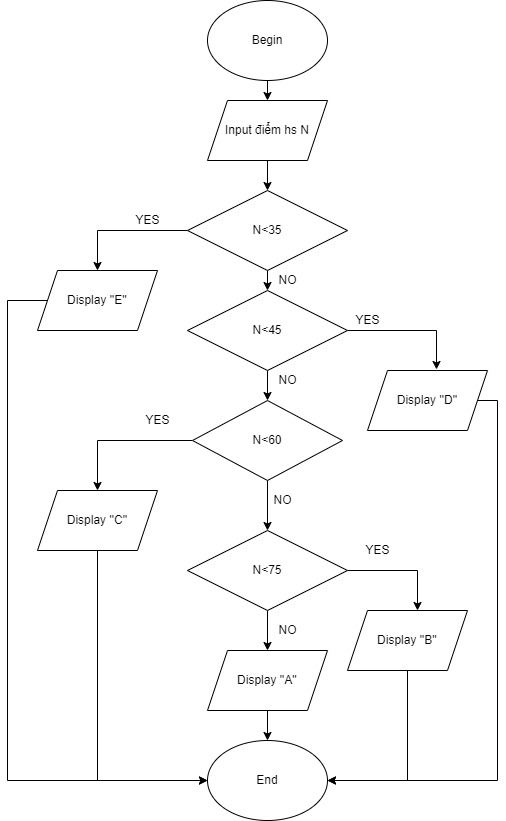 Begin
Input điểm hs N
N<35
YES
NO
Display "E"
N<45
YES
NO
Display "D"
N<60
YES
NO
Display "C"
N<75
YES
NO
Display "B"
Display "A"
End